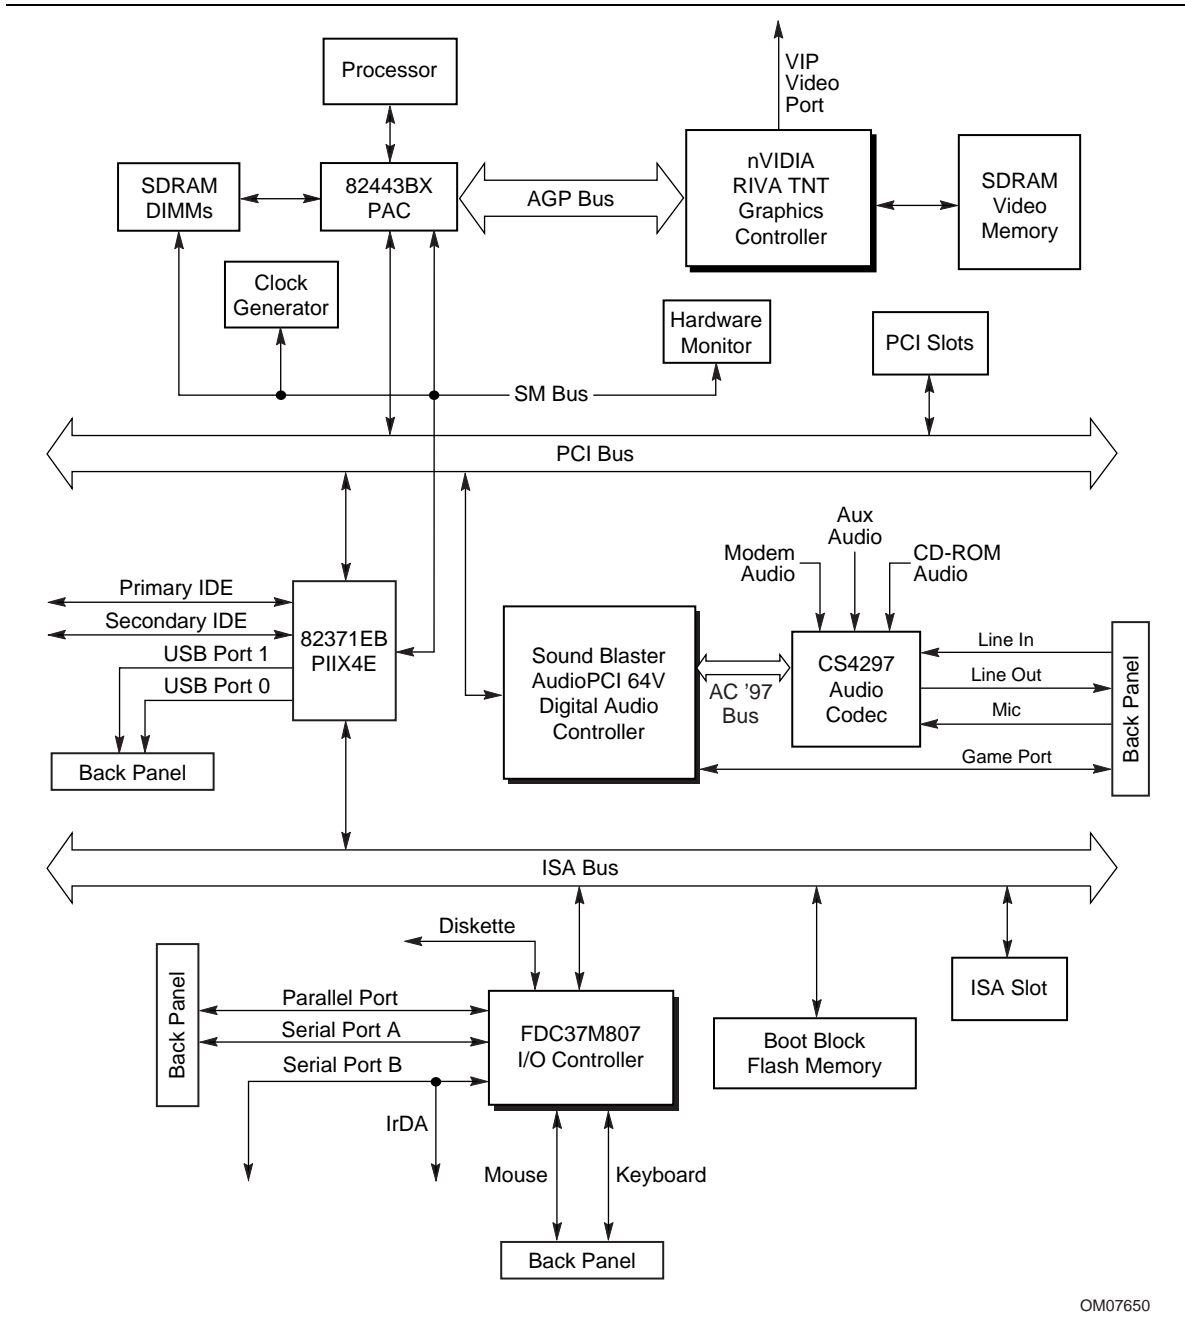 VIP
Video
Port
Processor
nVIDIA
RIVA TNT
Graphics
Controller
SDRAM
Video
Memory
SDRAM
DIMMs
82443BX
PAC
AGP Bus
Clock
Generator
Hardware
Monitor
PCI Slots
SM Bus
PCI Bus
Aux
Audio
Modem
Audio
CD-ROM
Audio
Primary IDE
Secondary IDE
USB Port 1
USB Port 0
82371EB
PIIX4E
Back Panel
Sound Blaster
AudioPCI 64V
Digital Audio
Controller
AC '97
Bus
CS4297
Audio
Codec
Line In
Line Out
Mic
Game Port
Back Panel
ISA Bus
Diskette
Back Panel
Parallel Port
Serial Port A
Serial Port B
IrDA
FDC37M807
I/O Controller
Boot Block
Flash Memory
ISA Slot
Mouse
Keyboard
Back Panel
OM07650